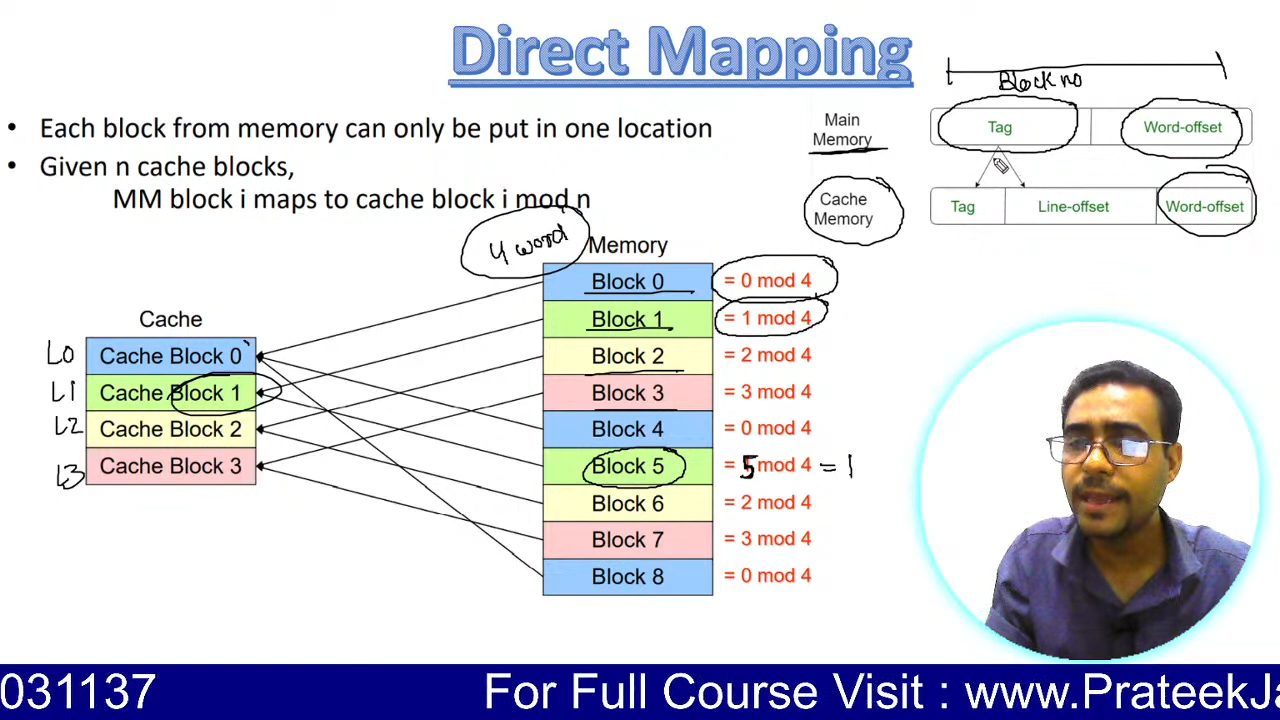 Direct Mapping
• Each block from memory can only be put in one location
• Given n cache blocks,
MM block i maps to cache block i mod n
Block no
Main Memory
Tag
Word-offset
Cache Memory
Tag
Line-offset
Word-offset
4 word
Memory
Block 0 = 0 mod 4
Block 1 = 1 mod 4
Block 2 = 2 mod 4
Block 3 = 3 mod 4
Block 4 = 0 mod 4
Block 5 = 5 mod 4 = 1
Block 6 = 2 mod 4
Block 7 = 3 mod 4
Block 8 = 0 mod 4
Cache
L0 Cache Block 0
L1 Cache Block 1
L2 Cache Block 2
L3 Cache Block 3
031137 For Full Course Visit : www.PrateekJa